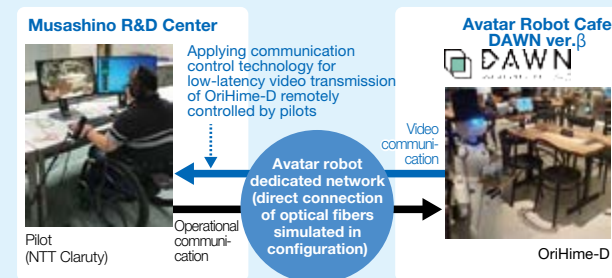 Musashino R&D Center
Applying communication
control technology for
low-latency video transmission
of OriHime-D remotely
controlled by pilots
Avatar Robot Cafe
DAWN ver.β
DAWN
Video
communi-
cation
Avatar robot
dedicated network
(direct connection
of optical fibers
simulated in
configuration)
Operational
communi-
cation
Pilot
(NTT Claruty)
OriHime-D